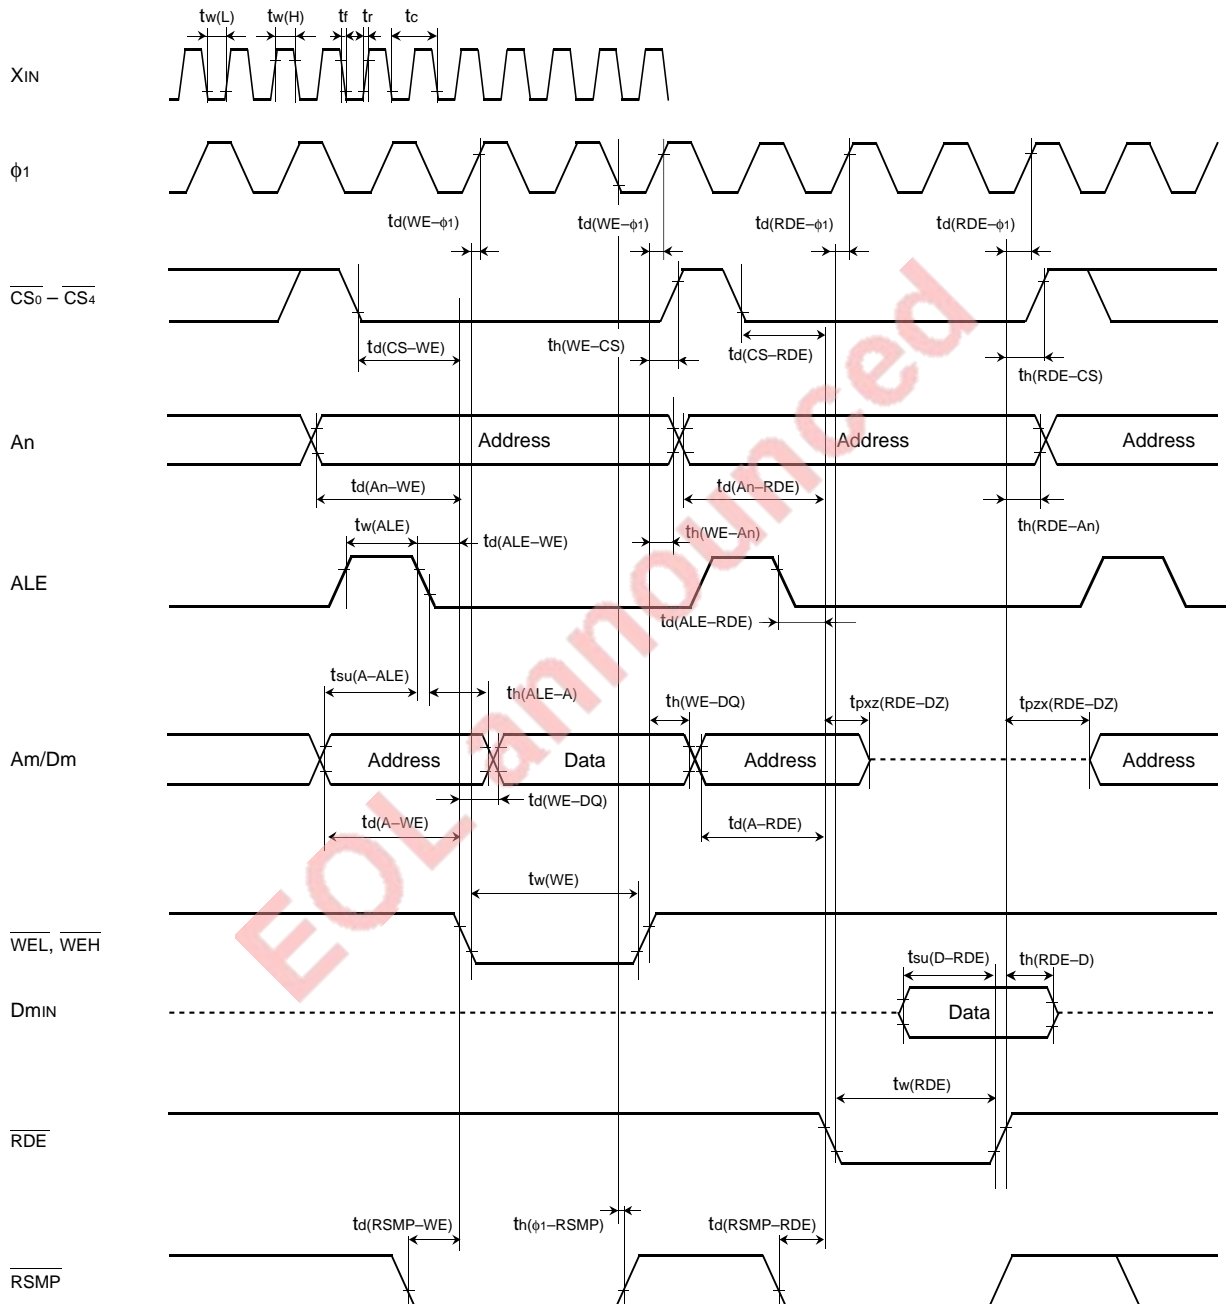 tw(L) tw(H) tf tr tc
XIN
ϕ1
td(WE–ϕ1) td(WE–ϕ1) td(RDE–ϕ1) td(RDE–ϕ1)
CS0 – CS4
td(CS–WE) th(WE–CS) td(CS–RDE) th(RDE–CS)
An Address Address Address
td(An–WE) td(An–RDE)
tw(ALE) td(ALE–WE) th(WE–An) th(RDE–An)
ALE
td(ALE–RDE)
tsu(A–ALE) th(ALE–A) th(WE–DQ) tpxz(RDE–DZ) tpzx(RDE–DZ)
Am/Dm Address Data Address Address
td(WE–DQ)
td(A–WE) td(A–RDE)
tw(WE)
WEL, WEH
tsu(D–RDE) th(RDE–D)
DmIN Data
tw(RDE)
RDE
td(RSMP–WE) th(ϕ1–RSMP) td(RSMP–RDE)
RSMP
EOL announced